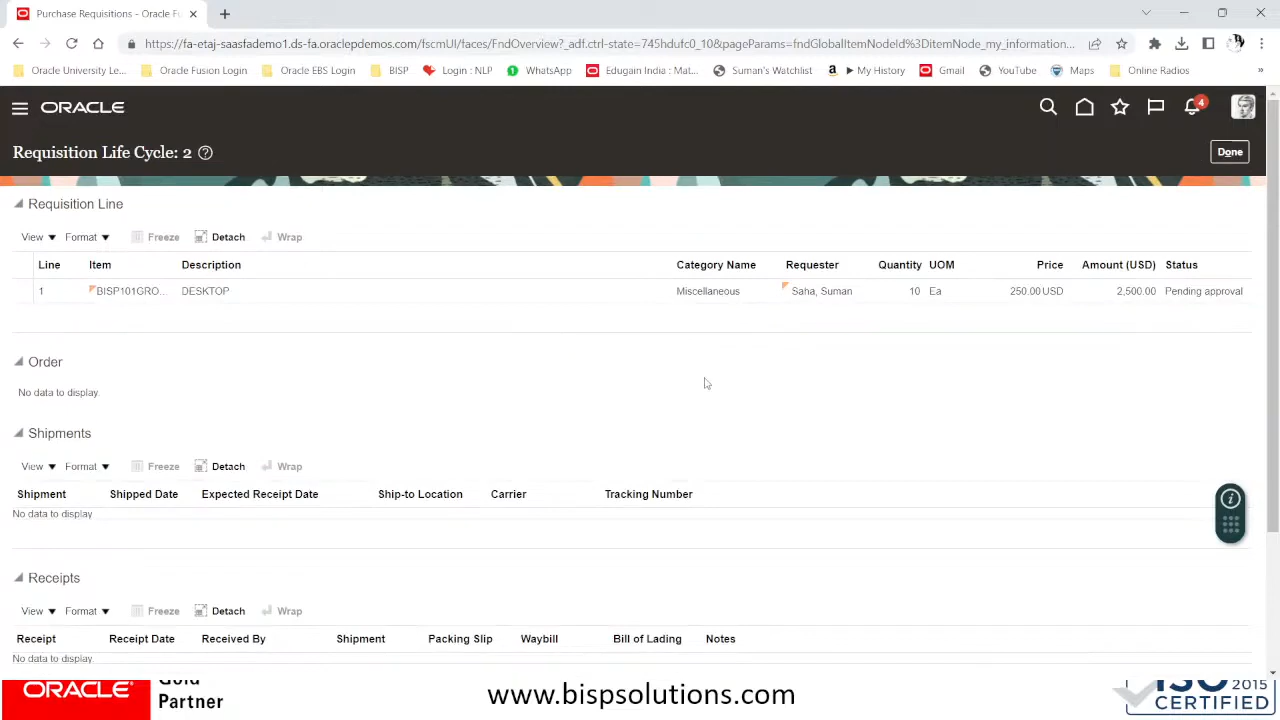 Purchase Requisitions - Oracle Fu
https://fa-etaj-saasfademo1.ds-fa.oraclepdemos.com/fscmUI/faces/FndOverview?_adf.ctrl-state=745hdufc0_10&pageParams=fndGlobalItemNodeId%3DitemNode_my_information...
Oracle University Le... Oracle Fusion Login Oracle EBS Login BISP Login : NLP WhatsApp Edugain India : Mat... Suman's Watchlist My History Gmail YouTube Maps Online Radios »
ORACLE 4
Requisition Life Cycle: 2 Done
Requisition Line
View Format Freeze Detach Wrap
Line Item Description Category Name Requester Quantity UOM Price Amount (USD) Status
1 BISP101GRO... DESKTOP Miscellaneous Saha, Suman 10 Ea 250.00 USD 2,500.00 Pending approval
Order
No data to display.
Shipments
View Format Freeze Detach Wrap
Shipment Shipped Date Expected Receipt Date Ship-to Location Carrier Tracking Number
No data to display
Receipts
View Format Freeze Detach Wrap
Receipt Receipt Date Received By Shipment Packing Slip Waybill Bill of Lading Notes
No data to display.
ORACLE Gold
Partner
www.bispsolutions.com
ISO 2015
CERTIFIED